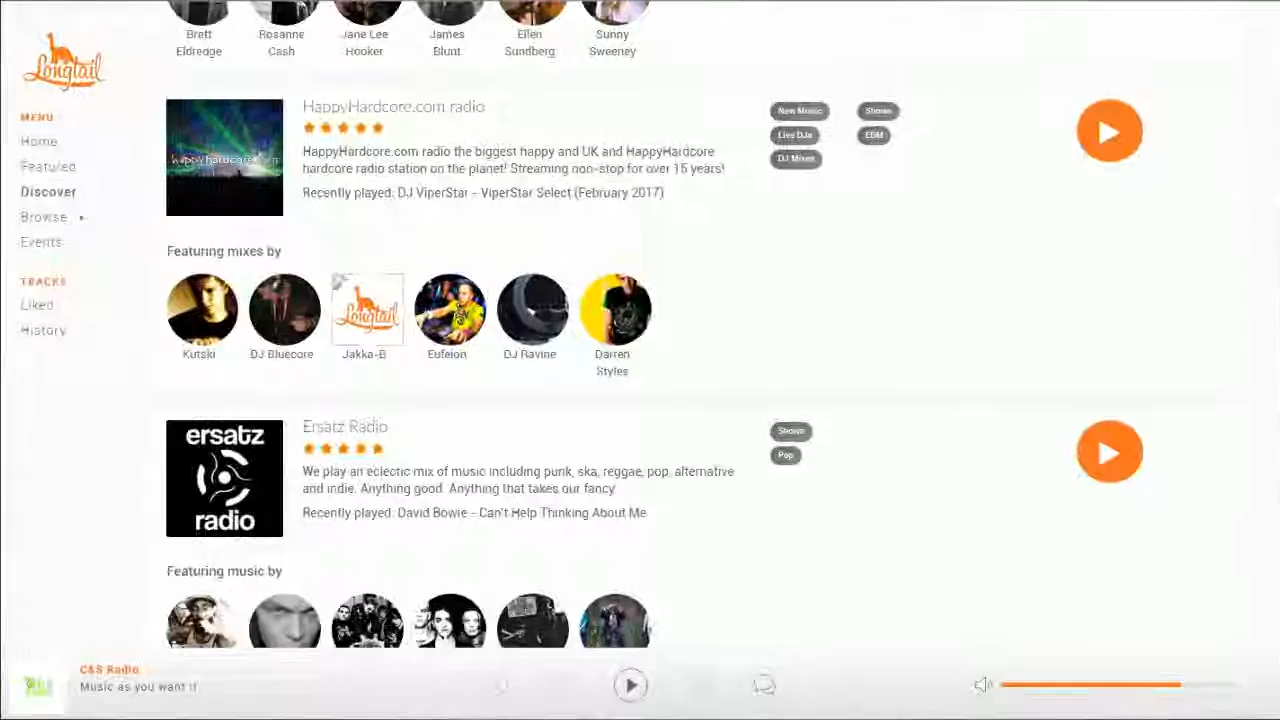 Brett
Eldredge
Rosanne
Cash
Jane Lee
Hooker
James
Blunt
Ellen
Sundberg
Sunny
Sweeney
Longtail
MENU
Home
Featured
Discover
Browse
Events
TRACKS
Liked
History
happyhardcore.com
HappyHardcore.com radio
HappyHardcore.com radio the biggest happy and UK and HappyHardcore
hardcore radio station on the planet! Streaming non-stop for over 15 years!
Recently played: DJ ViperStar - ViperStar Select (February 2017)
New Music
Shows
Live DJs
EDM
DJ Mixes
Featuring mixes by
Longtail
Kutski
DJ Bluecore
Jakka-B
Eufeion
DJ Ravine
Darren
Styles
ersatz
radio
Ersatz Radio
We play an eclectic mix of music including punk, ska, reggae, pop, alternative
and indie. Anything good. Anything that takes our fancy.
Recently played: David Bowie - Can't Help Thinking About Me
Shows
Pop
Featuring music by
C&S Radio
Music as you want it